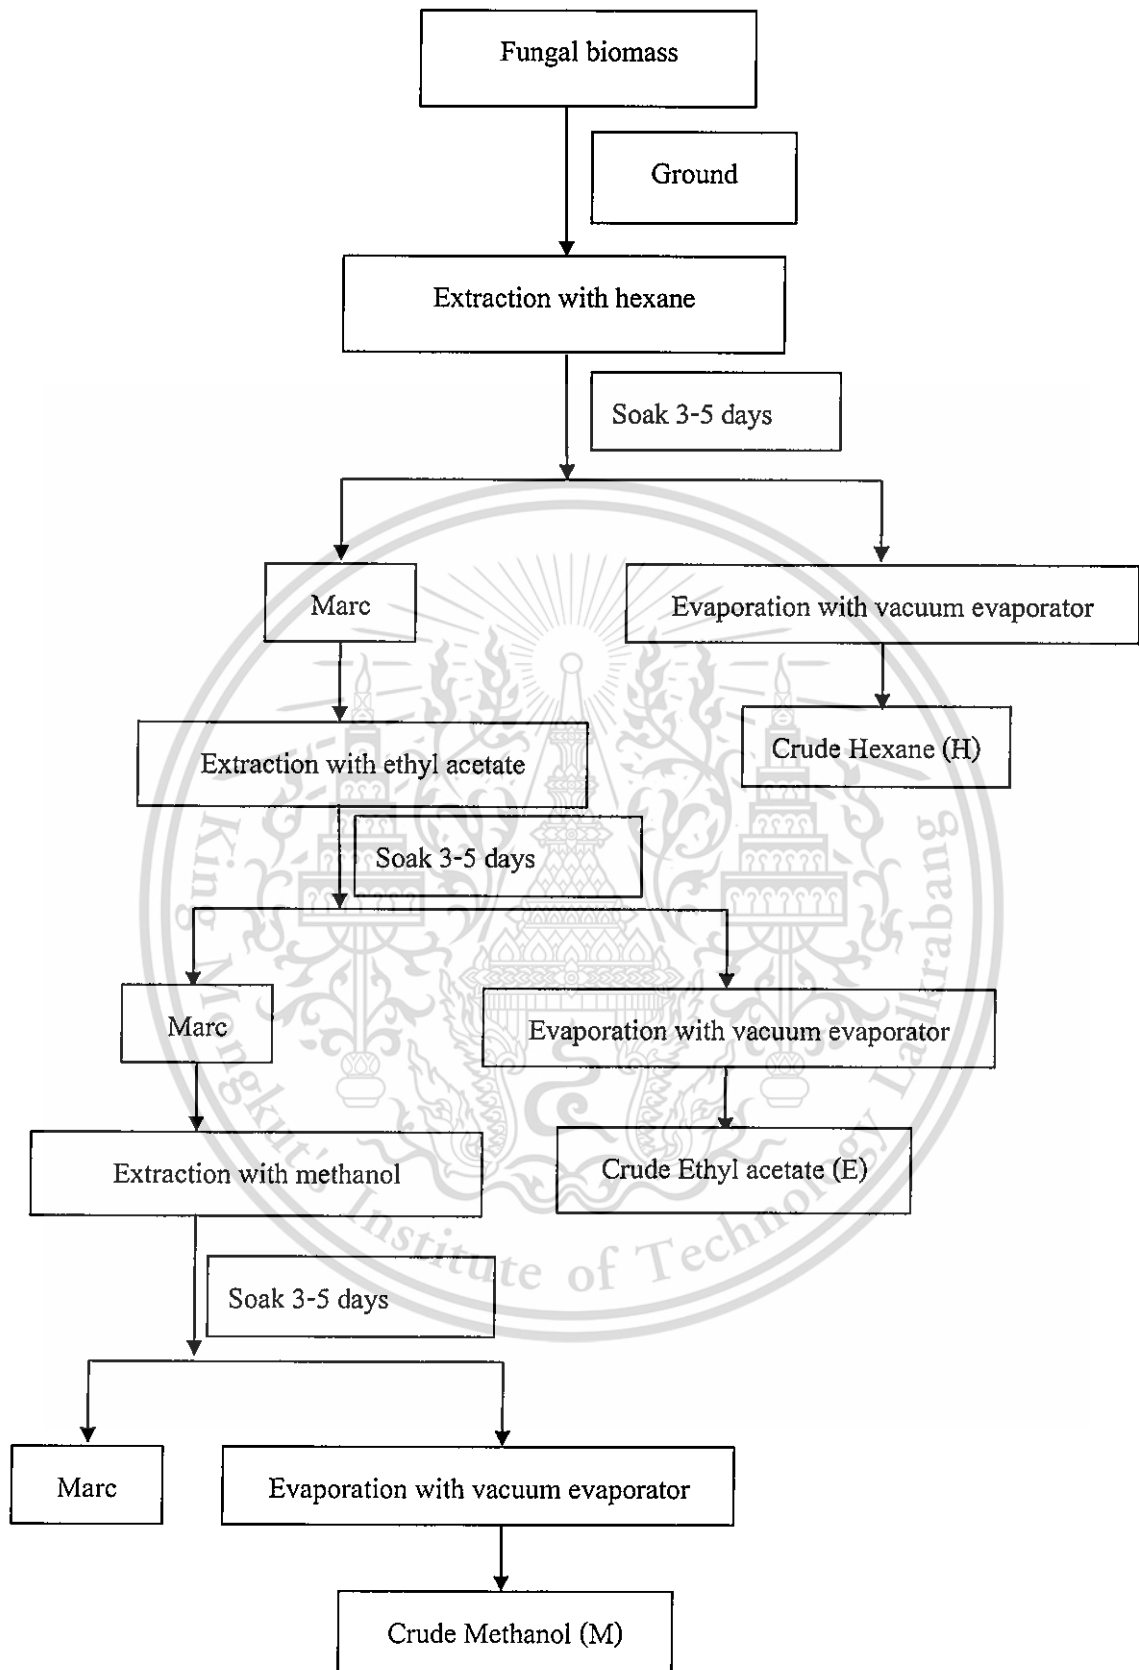 Fungal biomass
Ground
Extraction with hexane
Soak 3-5 days
Marc
Evaporation with vacuum evaporator
Crude Hexane (H)
Extraction with ethyl acetate
Soak 3-5 days
Marc
Evaporation with vacuum evaporator
Crude Ethyl acetate (E)
Extraction with methanol
Soak 3-5 days
Marc
Evaporation with vacuum evaporator
Crude Methanol (M)
King Mongkut's Institute of Technology Ladkrabang